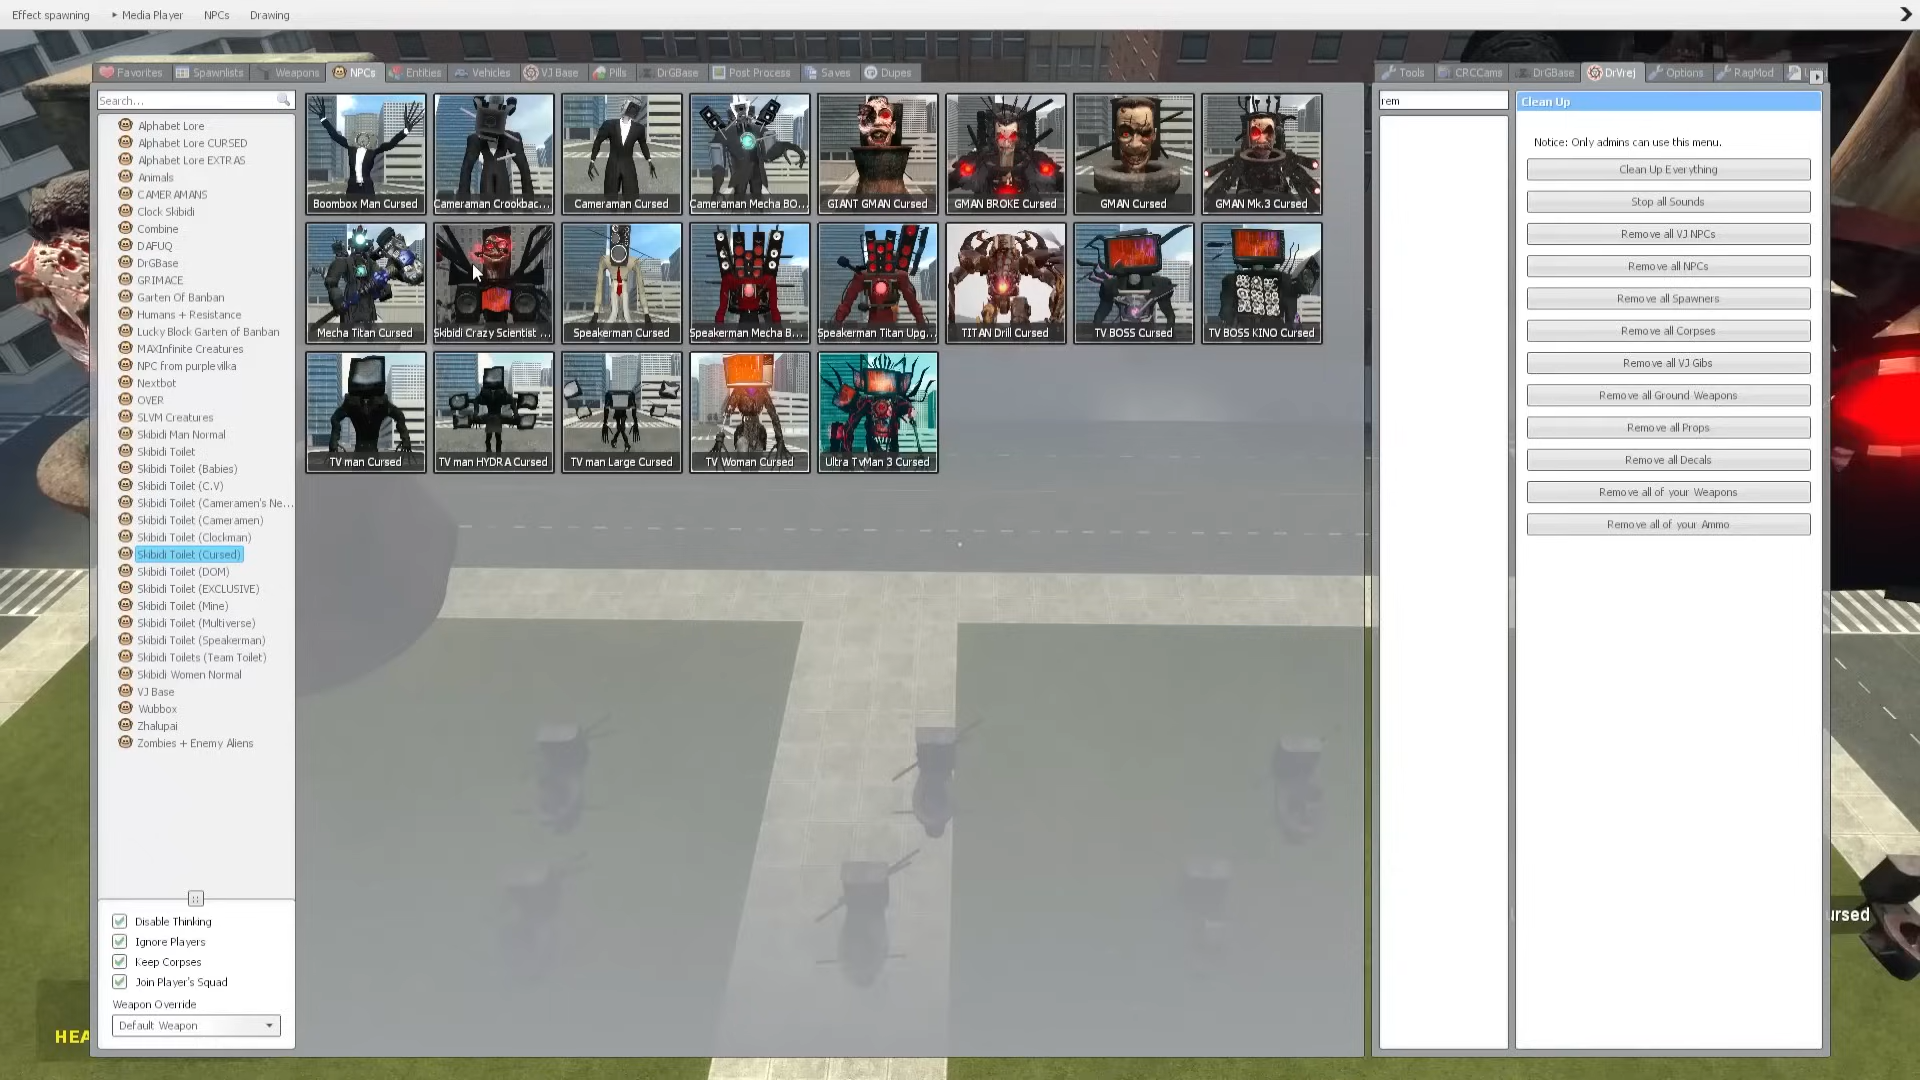 Effect spawning
Media Player
NPCs
Drawing
Favorites
Spawnlists
Weapons
NPCs
Entities
Vehicles
VJ Base
Pills
DrGBase
Post Process
Saves
Dupes
Tools
CRCCams
DrGBase
DrVrej
Options
RagMod
Search...
Alphabet Lore
Alphabet Lore CURSED
Alphabet Lore EXTRAS
Animals
CAMERAMANS
Clock Skibidi
Combine
DAFUQ
DrGBase
GRIMACE
Garten Of Banban
Humans + Resistance
Lucky Block Garten of Banban
MAXInfinite Creatures
NPC from purplevilka
Nextbot
OVER
SLVM Creatures
Skibidi Man Normal
Skibidi Toilet
Skibidi Toilet (Babies)
Skibidi Toilet (C.V)
Skibidi Toilet (Cameramen's Ne...
Skibidi Toilet (Cameramen)
Skibidi Toilet (Clockman)
Skibidi Toilet (Cursed)
Skibidi Toilet (DOM)
Skibidi Toilet (EXCLUSIVE)
Skibidi Toilet (Mine)
Skibidi Toilet (Multiverse)
Skibidi Toilet (Speakerman)
Skibidi Toilets (Team Toilet)
Skibidi Women Normal
VJ Base
Wubbox
Zhalupai
Zombies + Enemy Aliens
Disable Thinking
Ignore Players
Keep Corpses
Join Player's Squad
Weapon Override
Default Weapon
Boombox Man Cursed
Cameraman Crookbac...
Cameraman Cursed
Cameraman Mecha BO...
GIANT GMAN Cursed
GMAN BROKE Cursed
GMAN Cursed
GMAN Mk.3 Cursed
Mecha Titan Cursed
Skibidi Crazy Scientist ...
Speakerman Cursed
Speakerman Mecha B...
Speakerman Titan Upg...
TITAN Drill Cursed
TV BOSS Cursed
TV BOSS KINO Cursed
TV man Cursed
TV man HYDRA Cursed
TV man Large Cursed
TV Woman Cursed
Ultra TvMan 3 Cursed
rem
Clean Up
Notice: Only admins can use this menu.
Clean Up Everything
Stop all Sounds
Remove all VJ NPCs
Remove all NPCs
Remove all Spawners
Remove all Corpses
Remove all VJ Gibs
Remove all Ground Weapons
Remove all Props
Remove all Decals
Remove all of your Weapons
Remove all of your Ammo
ursed
HEA